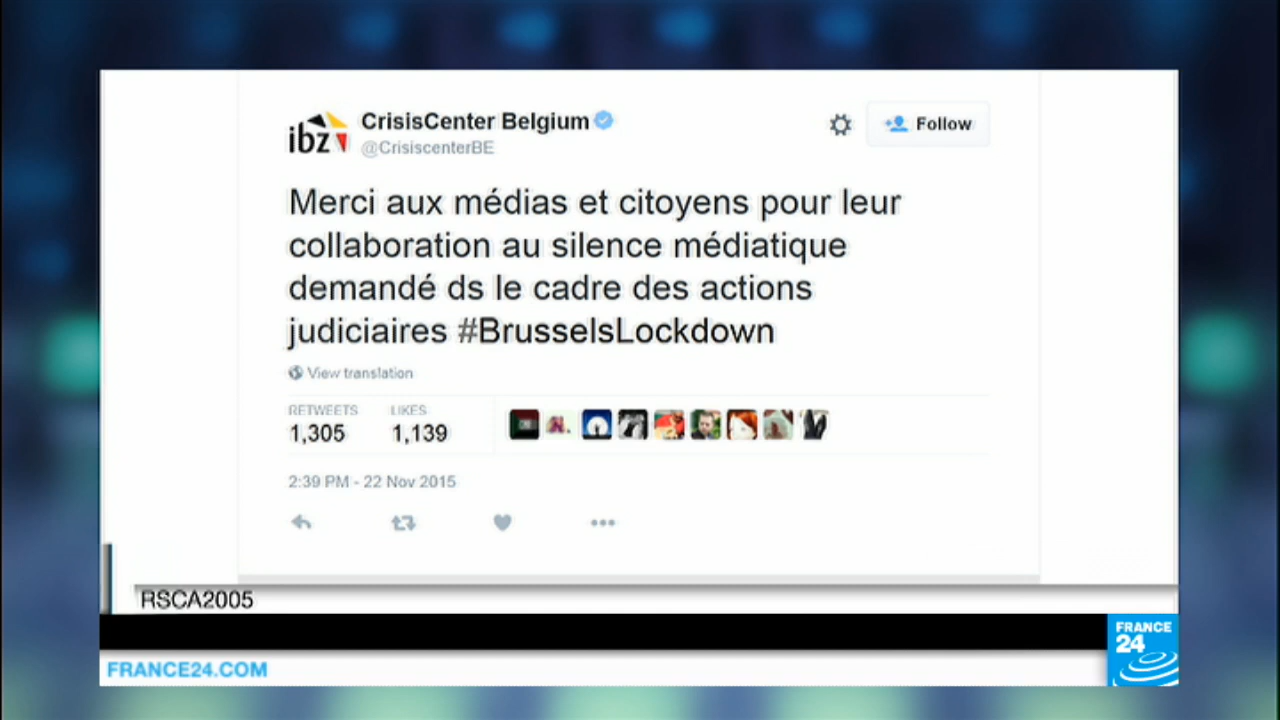 ibz
CrisisCenter Belgium
@CrisiscenterBE
Follow
Merci aux médias et citoyens pour leur
collaboration au silence médiatique
demandé ds le cadre des actions
judiciaires #BrusselsLockdown
View translation
RETWEETS LIKES
1,305 1,139
2:39 PM - 22 Nov 2015
RSCA2005
FRANCE
24
FRANCE24.COM